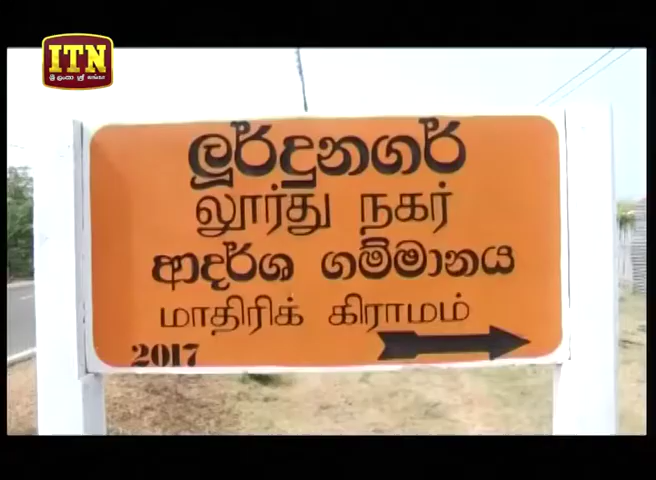 ITN
ලූර්දුනගර්
லூர்து நகர்
ආදර්ශ ගම්මානය
மாதிரிக் கிராமம்
2017